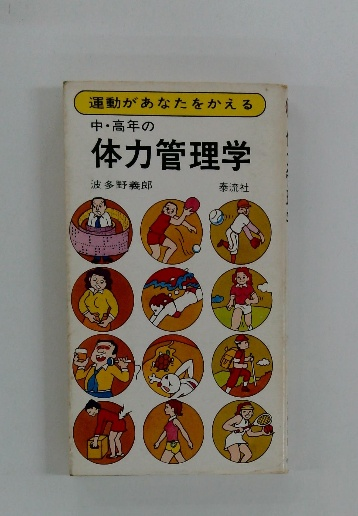 運動があなたをかえる
中・高年の
体力管理学
波多野義郎
泰流社